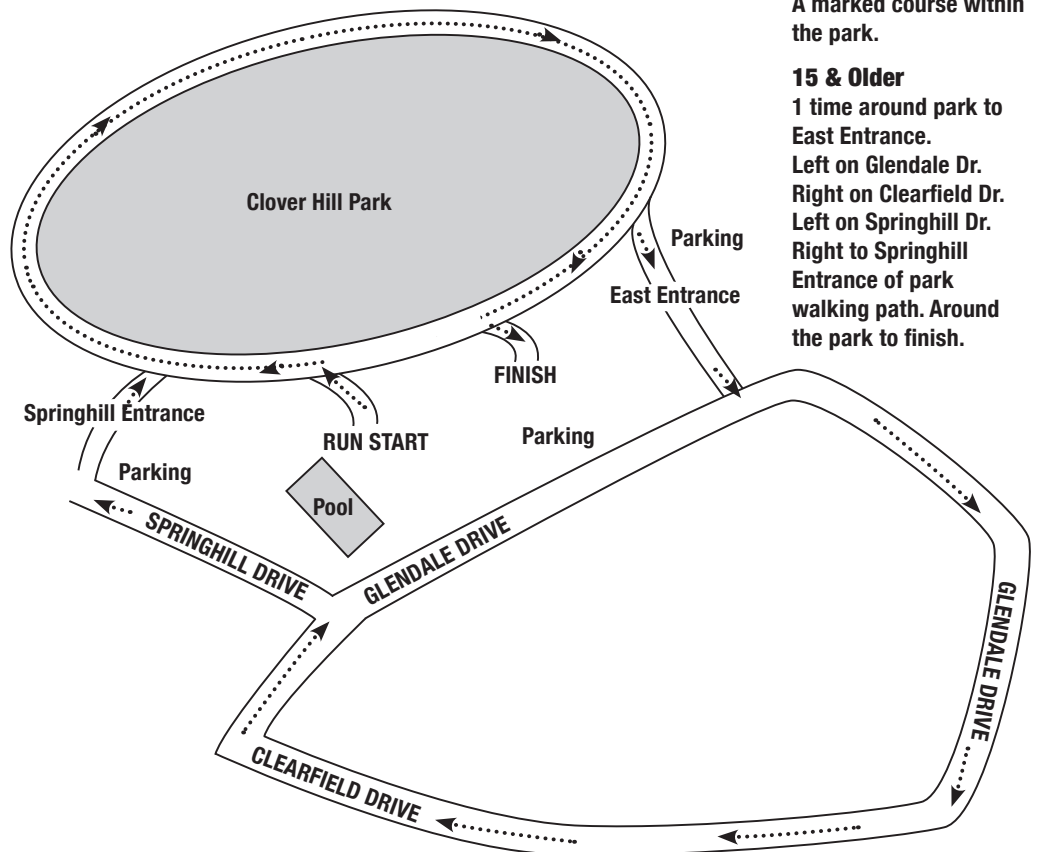 A marked course within
the park.
15 & Older
1 time around park to
East Entrance.
Left on Glendale Dr.
Right on Clearfield Dr.
Left on Springhill Dr.
Right to Springhill
Entrance of park
walking path. Around
the park to finish.
Clover Hill Park
Parking
East Entrance
FINISH
Springhill Entrance
RUN START
Parking
Parking
Pool
SPRINGHILL DRIVE
GLENDALE DRIVE
GLENDALE DRIVE
CLEARFIELD DRIVE